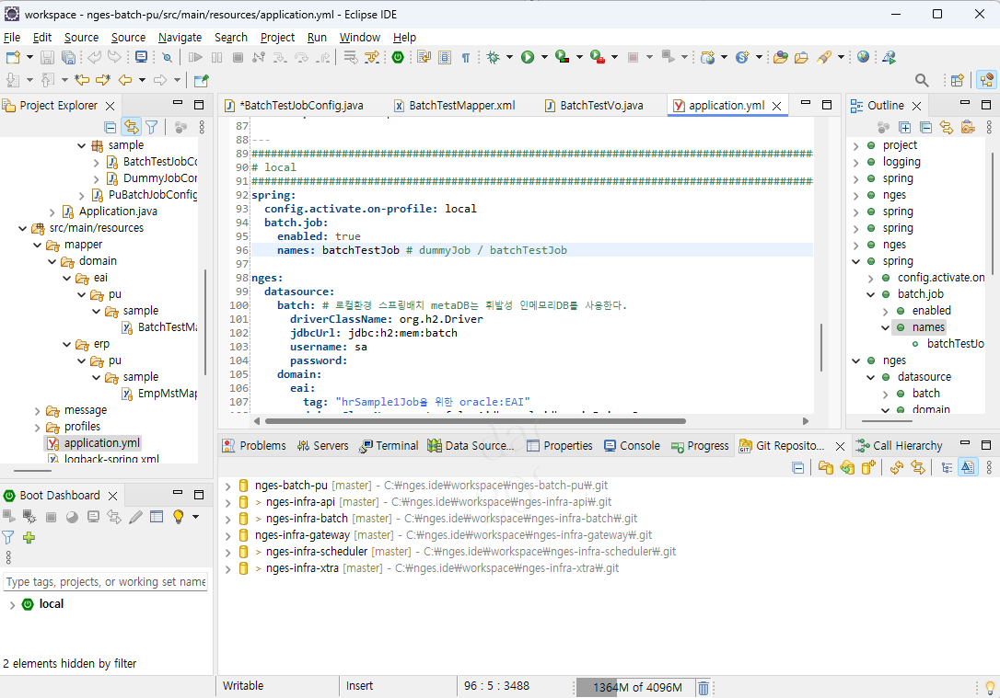 workspace - nges-batch-pu/src/main/resources/application.yml - Eclipse IDE
File Edit Source Source Navigate Search Project Run Window Help
Project Explorer
sample
BatchTestJobCo
DummyJobCor
PuBatchJobConfig
Application.java
src/main/resources
mapper
domain
eai
pu
sample
BatchTestMa
erp
pu
sample
EmpMstMap
message
profiles
application.yml
logback-spring.xml
Boot Dashboard
Type tags, projects, or working set name
local
2 elements hidden by filter
*BatchTestJobConfig.java BatchTestMapper.xml BatchTestVo.java application.yml
87
88 ---
89 #######################################################################################
90 # local
91 #######################################################################################
92 spring:
93 config.activate.on-profile: local
94 batch.job:
95 enabled: true
96 names: batchTestJob # dummyJob / batchTestJob
97
98 nges:
99 datasource:
100 batch: # 로컬환경 스프링배치 metaDB는 휘발성 인메모리DB를 사용한다.
101 driverClassName: org.h2.Driver
102 jdbcUrl: jdbc:h2:mem:batch
103 username: sa
104 password:
105 domain:
106 eai:
107 tag: "hrSample1Job을 위한 oracle:EAI"
Outline
project
logging
spring
nges
spring
spring
nges
spring
config.activate.on
batch.job
enabled
names
batchTestJo
nges
datasource
batch
domain
Problems Servers Terminal Data Source... Properties Console Progress Git Reposito... Call Hierarchy
nges-batch-pu [master] - C:₩nges.ide₩workspace₩nges-batch-pu₩.git
> nges-infra-api [master] - C:₩nges.ide₩workspace₩nges-infra-api₩.git
> nges-infra-batch [master] - C:₩nges.ide₩workspace₩nges-infra-batch₩.git
nges-infra-gateway [master] - C:₩nges.ide₩workspace₩nges-infra-gateway₩.git
> nges-infra-scheduler [master] - C:₩nges.ide₩workspace₩nges-infra-scheduler₩.git
> nges-infra-xtra [master] - C:₩nges.ide₩workspace₩nges-infra-xtra₩.git
Writable Insert 96 : 5 : 3488 1364M of 4096M